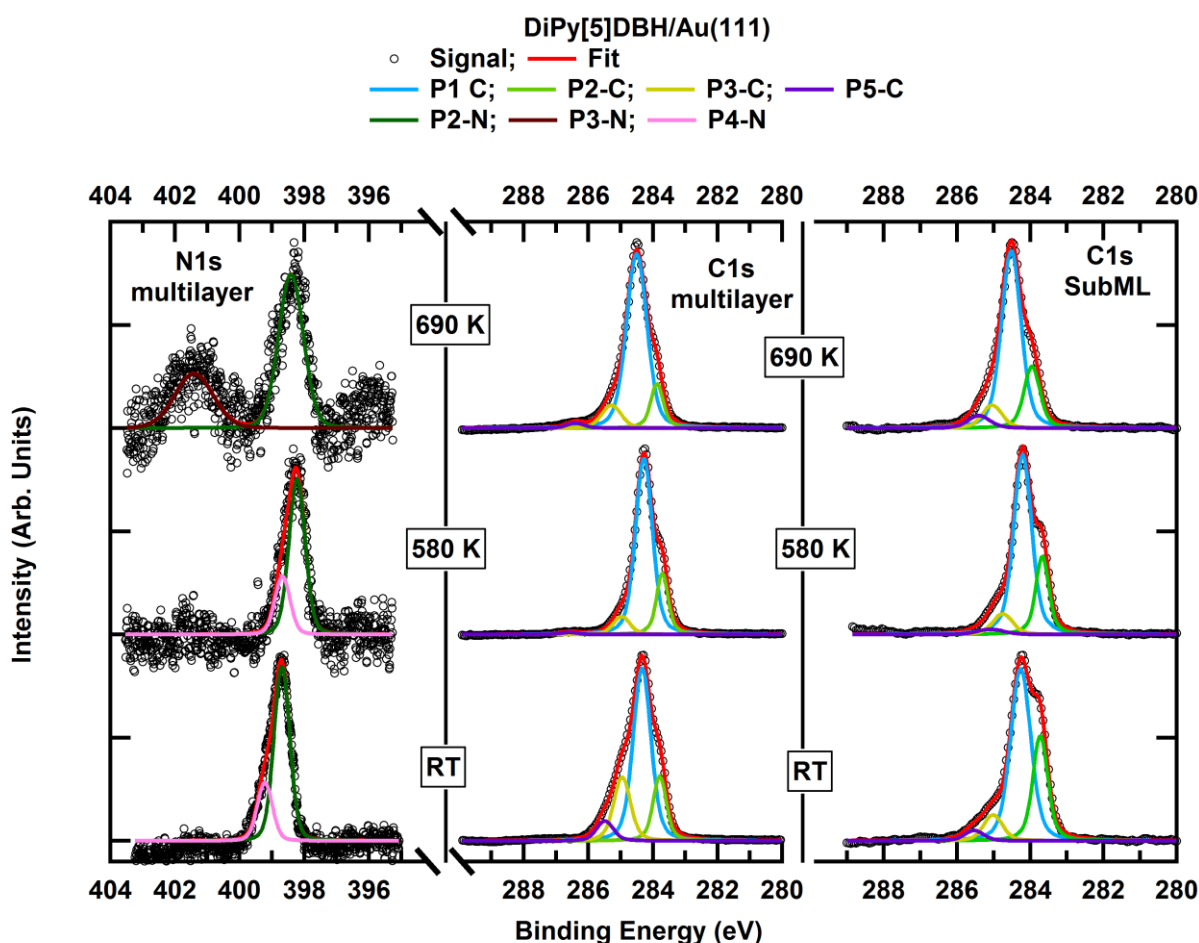 DiPy[5]DBH/Au(111)
Signal; Fit
P1 C; P2-C; P3-C; P5-C
P2-N; P3-N; P4-N
404 402 400 398 396 288 286 284 282 280 288 286 284 282 280
N1s
multilayer
C1s
multilayer
C1s
SubML
690 K
690 K
580 K
580 K
RT
RT
Intensity (Arb. Units)
404 402 400 398 396 288 286 284 282 280 288 286 284 282 280
Binding Energy (eV)